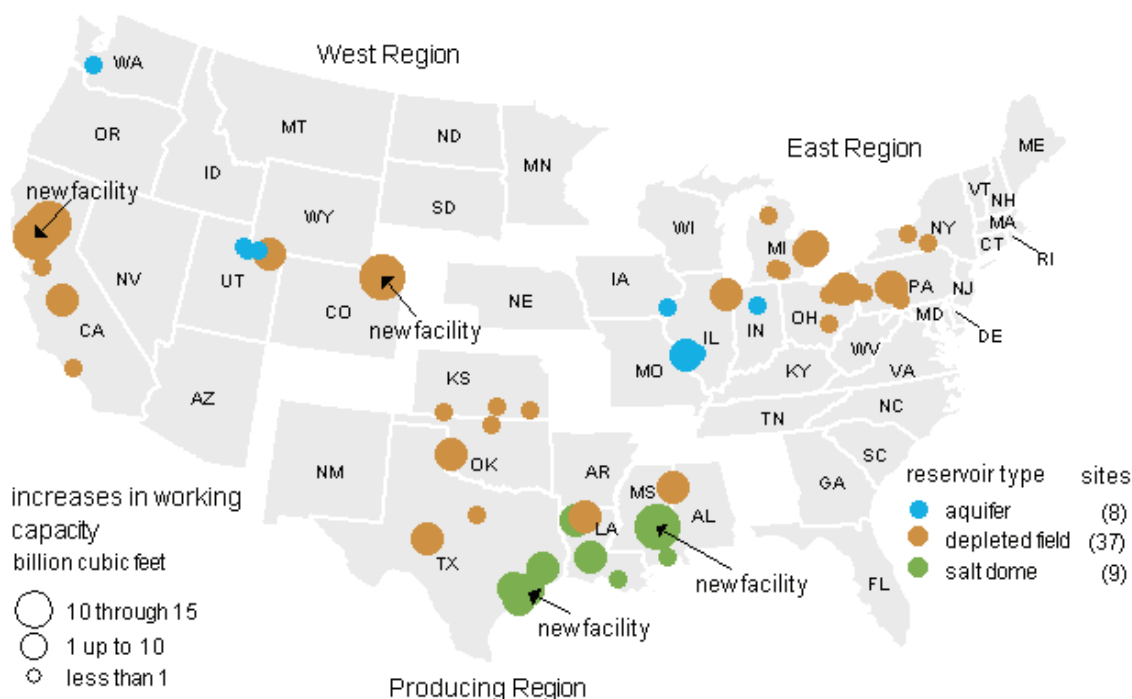 West Region
WA
OR
MT
ND
MN
ID
SD
WY
new facility
NV
UT
CO
NE
new facility
CA
AZ
NM
KS
OK
TX
AR
LA
MS
AL
new facility
new facility
Producing Region
East Region
ME
VT
NH
MA
CT
RI
NY
WI
MI
IA
PA
NJ
MD
DE
OH
IL
IN
MO
WV
VA
KY
NC
TN
SC
GA
FL
increases in working
capacity
billion cubic feet
10 through 15
1 up to 10
less than 1
reservoir type sites
aquifer (8)
depleted field (37)
salt dome (9)